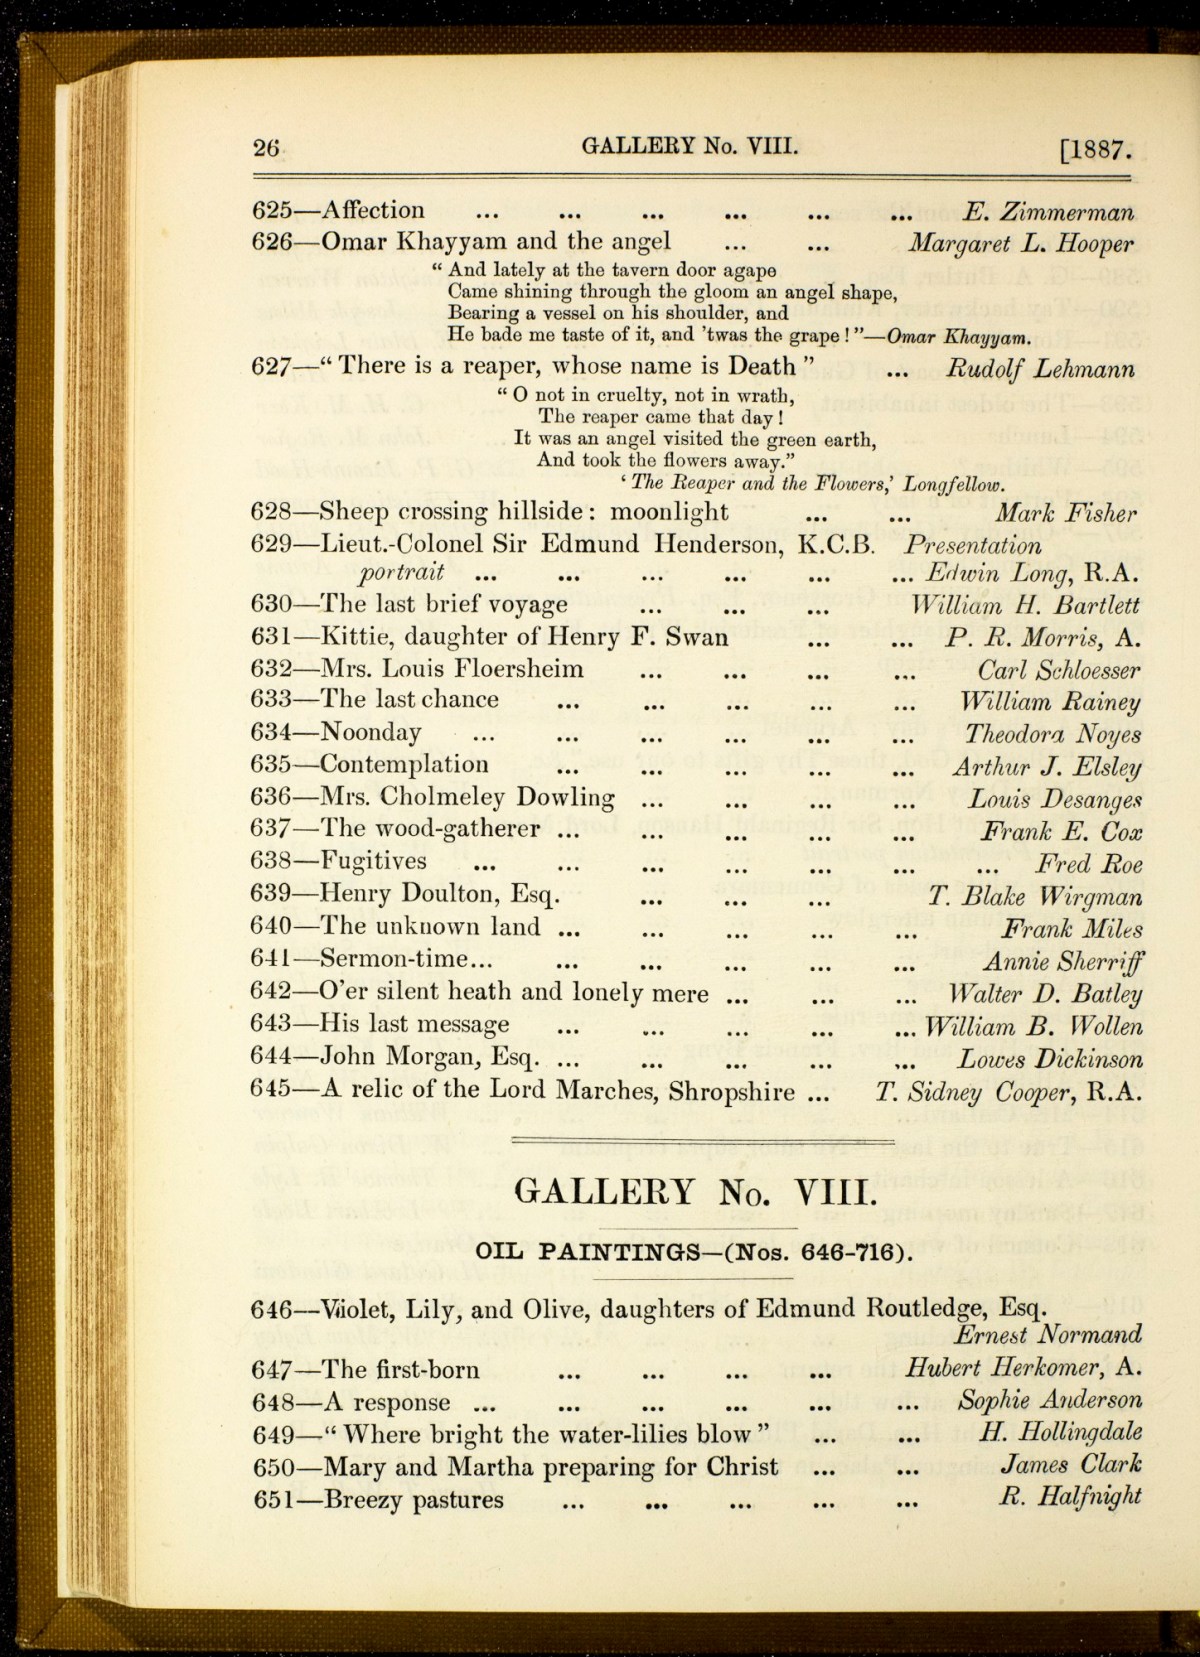 26 GALLERY No. VIII. [1887.
625—Affection ... ... ... ... ... ... E. Zimmerman
626—Omar Khayyam and the angel ... ... Margaret L. Hooper
“ And lately at the tavern door agape
Came shining through the gloom an angel shape,
Bearing a vessel on his shoulder, and
He bade me taste of it, and ’twas the grape ! ”—Omar Khayyam.
627—“ There is a reaper, whose name is Death ” ... Rudolf Lehmann
“ O not in cruelty, not in wrath,
The reaper came that day !
It was an angel visited the green earth,
And took the flowers away.”
‘ The Reaper and the Flowers,’ Longfellow.
628—Sheep crossing hillside : moonlight ... ... Mark Fisher
629—Lieut.-Colonel Sir Edmund Henderson, K.C.B. Presentation
portrait ... ... ... ... ... ... Edwin Long, R.A.
630—The last brief voyage ... ... ... William H. Bartlett
631—Kittie, daughter of Henry F. Swan ... ... P. R. Morris, A.
632—Mrs. Louis Floersheim ... ... ... ... Carl Schloesser
633—The last chance ... ... ... ... ... William Rainey
634—Noonday ... ... ... ... ... ... Theodora Noyes
635—Contemplation ... ... ... ... ... Arthur J. Elsley
636—Mrs. Cholmeley Dowling ... ... ... ... Louis Desanges
637—The wood-gatherer ... ... ... ... ... Frank E. Cox
638—Fugitives ... ... ... ... ... ... ... Fred Roe
639—Henry Doulton, Esq. ... ... ... T. Blake Wirgman
640—The unknown land ... ... ... ... ... Frank Miles
641—Sermon-time... ... ... ... ... ... Annie Sherriff
642—O’er silent heath and lonely mere ... ... ... Walter D. Batley
643—His last message ... ... ... ... ... William B. Wollen
644—John Morgan, Esq. ... ... ... ... ... Lowes Dickinson
645—A relic of the Lord Marches, Shropshire ... T. Sidney Cooper, R.A.
GALLERY No. VIII.
OIL PAINTINGS—(Nos. 646-716).
646—Violet, Lily, and Olive, daughters of Edmund Routledge, Esq.
Ernest Normand
647—The first-born ... ... ... ... Hubert Herkomer, A.
648—A response ... ... ... ... ... ... Sophie Anderson
649—“ Where bright the water-lilies blow ” ... ... H. Hollingdale
650—Mary and Martha preparing for Christ ... ... James Clark
651—Breezy pastures ... ... ... ... ... R. Halfnight